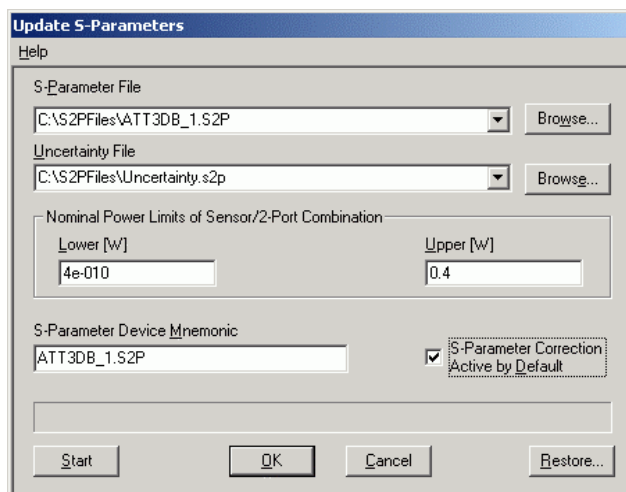 Update S-Parameters
Help
S-Parameter File
C:\S2PFiles\ATT3DB_1.S2P
Browse...
Uncertainty File
C:\S2PFiles\Uncertainty.s2p
Browse...
Nominal Power Limits of Sensor/2-Port Combination
Lower [W]
Upper [W]
4e-010
0.4
S-Parameter Device Mnemonic
ATT3DB_1.S2P
S-Parameter Correction
Active by Default
Start
OK
Cancel
Restore...